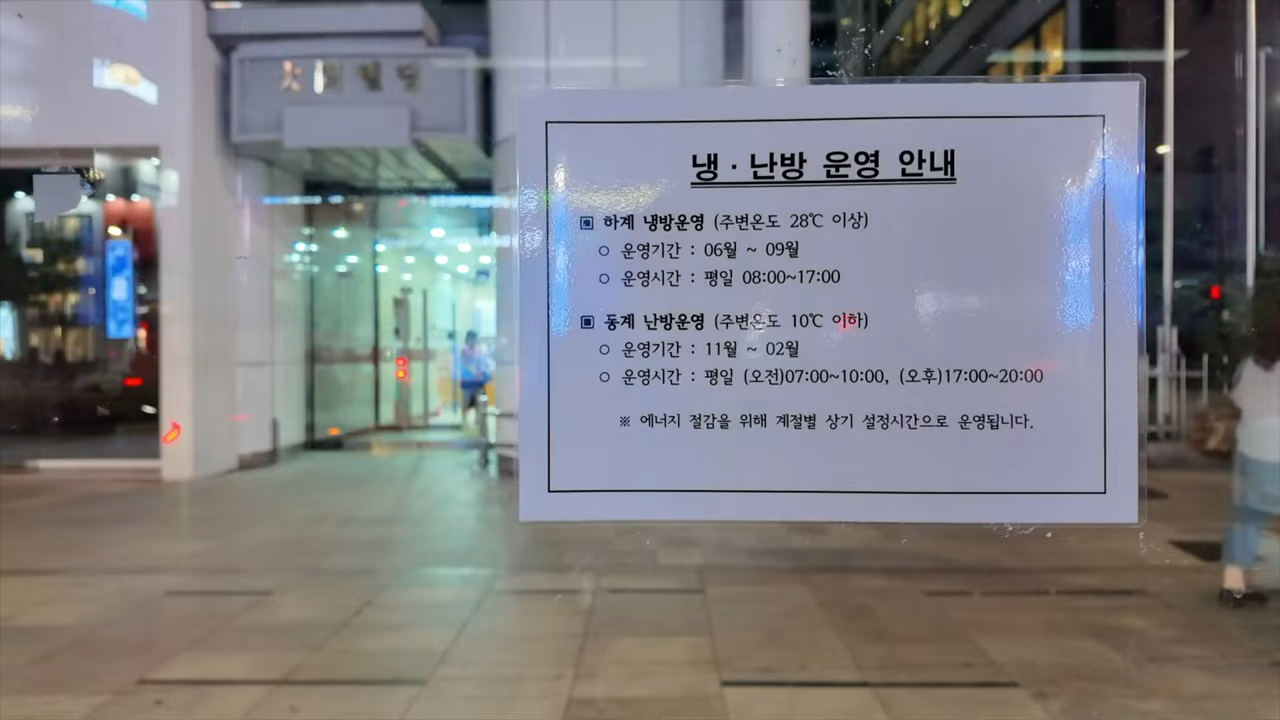 냉 · 난방 운영 안내
▣ 하계 냉방운영 (주변온도 28℃ 이상)
○ 운영기간 : 06월 ~ 09월
○ 운영시간 : 평일 08:00~17:00
▣ 동계 난방운영 (주변온도 10℃ 이하)
○ 운영기간 : 11월 ~ 02월
○ 운영시간 : 평일 (오전)07:00~10:00, (오후)17:00~20:00
※ 에너지 절감을 위해 계절별 상기 설정시간으로 운영됩니다.